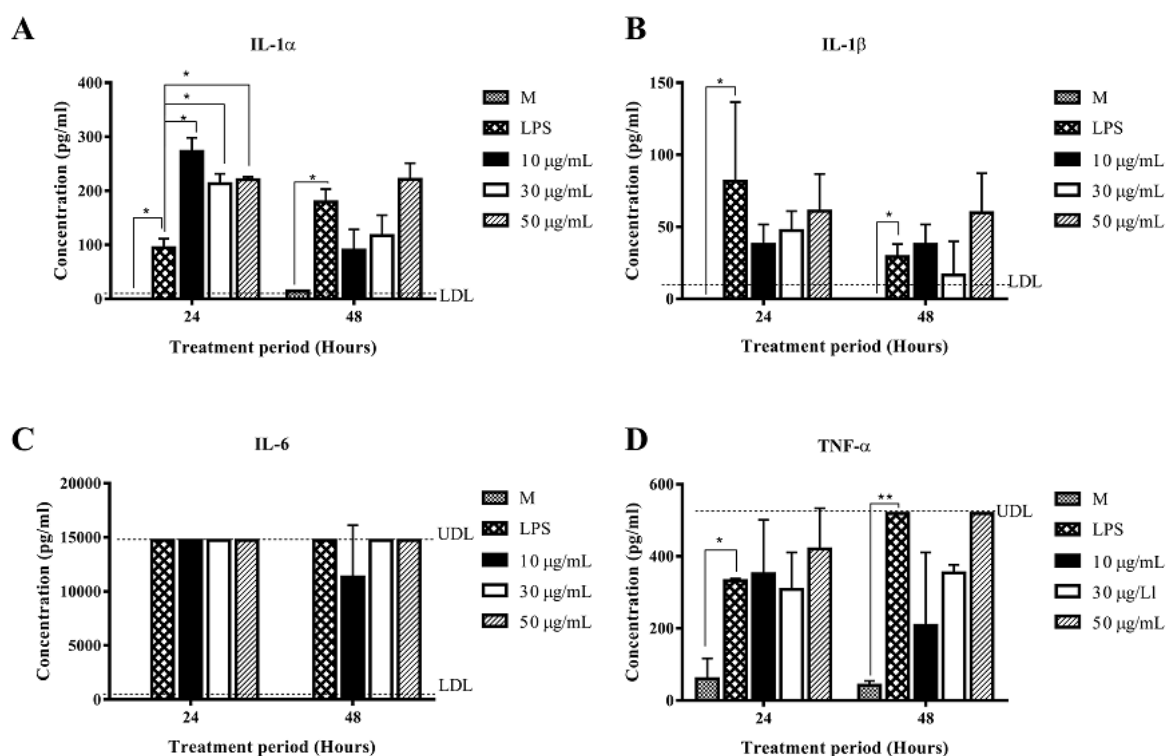 A
IL-1α
Concentration (pg/ml)
400
300
200
100
0
*
*
*
*
*
LDL
24
48
Treatment period (Hours)
M
LPS
10 μg/mL
30 μg/mL
50 μg/mL
B
IL-1β
Concentration (pg/ml)
150
100
50
0
*
*
LDL
24
48
Treatment period (Hours)
M
LPS
10 μg/mL
30 μg/mL
50 μg/mL
C
IL-6
Concentration (pg/ml)
20000
15000
10000
5000
0
UDL
LDL
24
48
Treatment period (Hours)
M
LPS
10 μg/mL
30 μg/mL
50 μg/mL
D
TNF-α
Concentration (pg/ml)
600
400
200
0
*
**
UDL
24
48
Treatment period (Hours)
M
LPS
10 μg/mL
30 μg/Ll
50 μg/mL